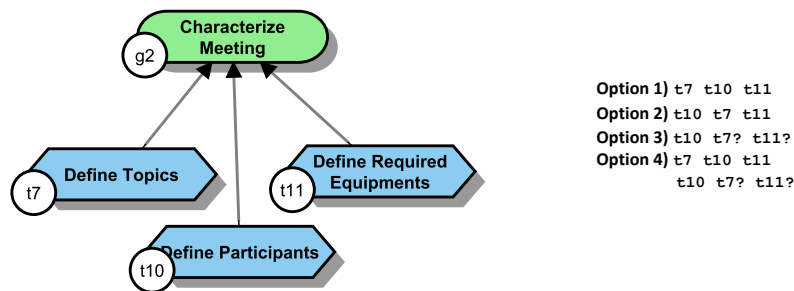 Characterize
Meeting
g2
Define Topics
t7
Define Required
Equipments
t11
Define Participants
t10
Option 1) t7 t10 t11
Option 2) t10 t7 t11
Option 3) t10 t7? t11?
Option 4) t7 t10 t11
t10 t7? t11?